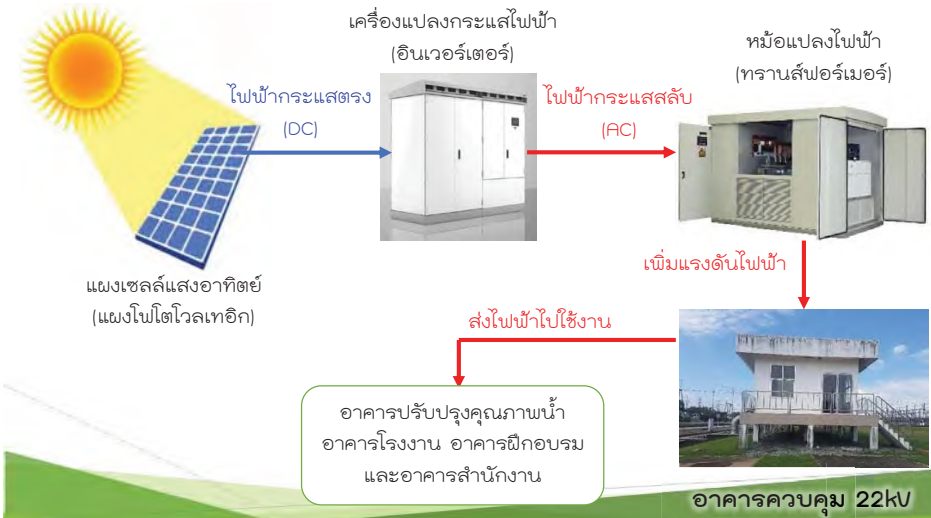 เครื่องแปลงกระแสไฟฟ้า
(อินเวอร์เตอร์)
หม้อแปลงไฟฟ้า
(ทรานส์ฟอร์เมอร์)
ไฟฟ้ากระแสตรง
(DC)
ไฟฟ้ากระแสสลับ
(AC)
แผงเซลล์แสงอาทิตย์
(แผงโฟโตโวลเทอิก)
เพิ่มแรงดันไฟฟ้า
ส่งไฟฟ้าไปใช้งาน
อาคารปรับปรุงคุณภาพน้ำ
อาคารโรงงาน อาคารฝึกอบรม
และอาคารสำนักงาน
อาคารควบคุม 22kV